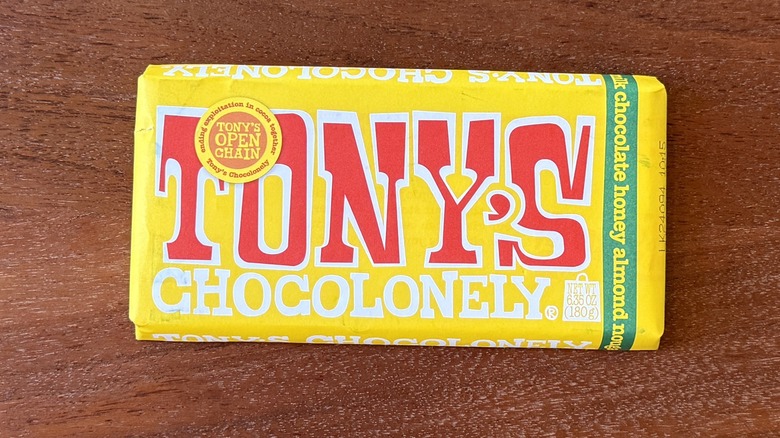 TONY'S CHOCOLONELY
ending exploitation in cocoa together
TONY'S
OPEN
CHAIN
Tony's Chocolonely
TONY'S
CHOCOLONELY.®
NET WT
6.35 OZ
(180g)
TONY'S CHOCOLONELY
milk chocolate honey almond nougat